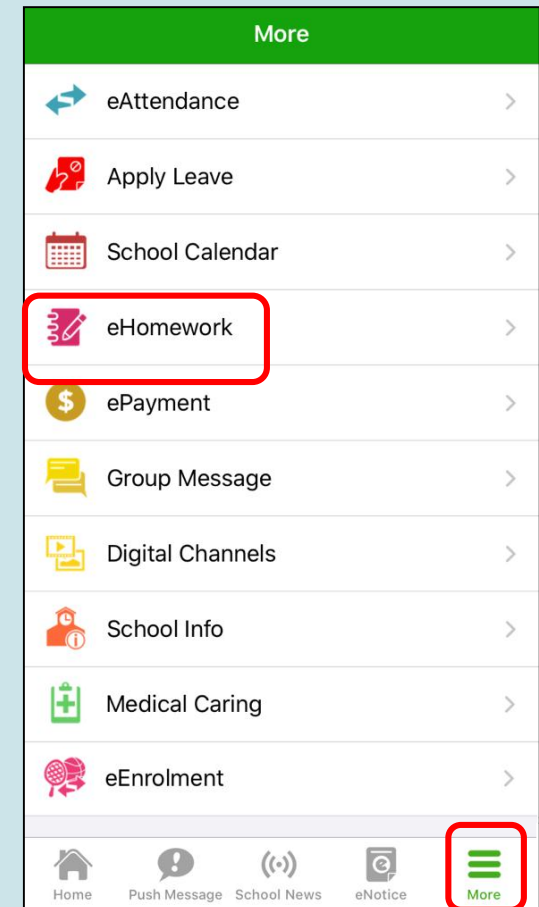 More
eAttendance
Apply Leave
School Calendar
eHomework
$ ePayment
Group Message
Digital Channels
School Info
Medical Caring
eEnrolment
Home Push Message School News eNotice More